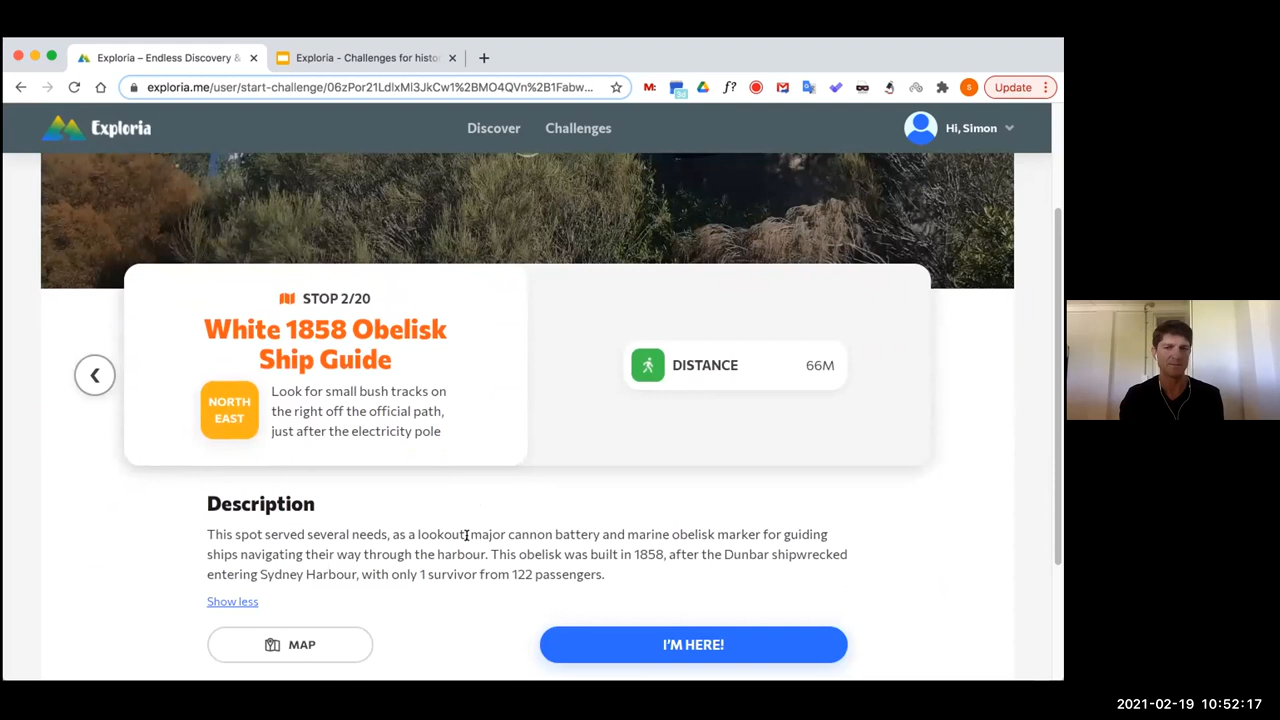 Exploria – Endless Discovery &
Exploria - Challenges for histo
exploria.me/user/start-challenge/06zPor21LdlxMl3JkCw1%2BMO4QVn%2B1Fabw...
M:
f?
S
Update
Exploria
Discover
Challenges
Hi, Simon
STOP 2/20
White 1858 Obelisk
Ship Guide
NORTH
EAST
Look for small bush tracks on
the right off the official path,
just after the electricity pole
DISTANCE
66M
Description
This spot served several needs, as a lookout, major cannon battery and marine obelisk marker for guiding
ships navigating their way through the harbour. This obelisk was built in 1858, after the Dunbar shipwrecked
entering Sydney Harbour, with only 1 survivor from 122 passengers.
Show less
MAP
I'M HERE!
2021-02-19 10:52:17